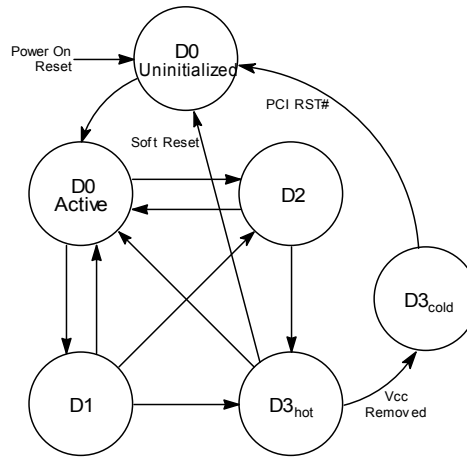 D0
Uninitialized
Power On
Reset
PCI RST#
Soft Reset
D0
Active
D2
D3cold
D1
D3hot
Vcc
Removed